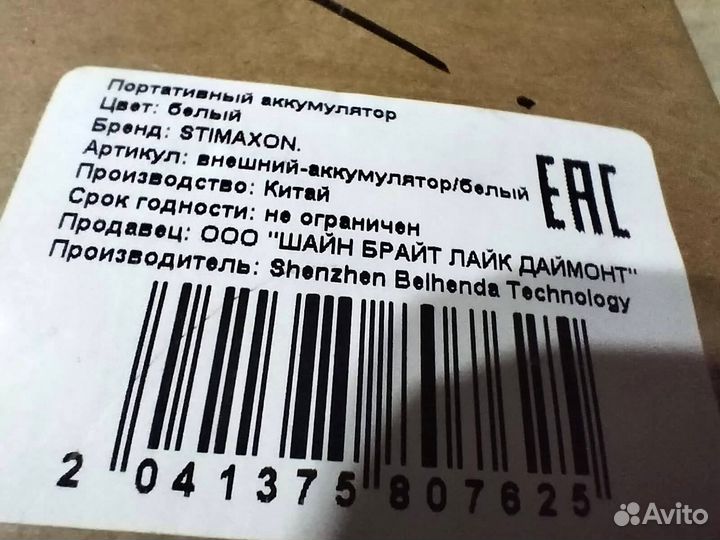 Портативный аккумулятор
Цвет: белый
Бренд: STIMAXON.
Артикул: внешний-аккумулятор/белый
Производство: Китай
Срок годности: не ограничен
Продавец: ООО "ШАЙН БРАЙТ ЛАЙК ДАЙМОНТ"
Производитель: Shenzhen Belhenda Technology
EAC
2 041375 807625
Avito